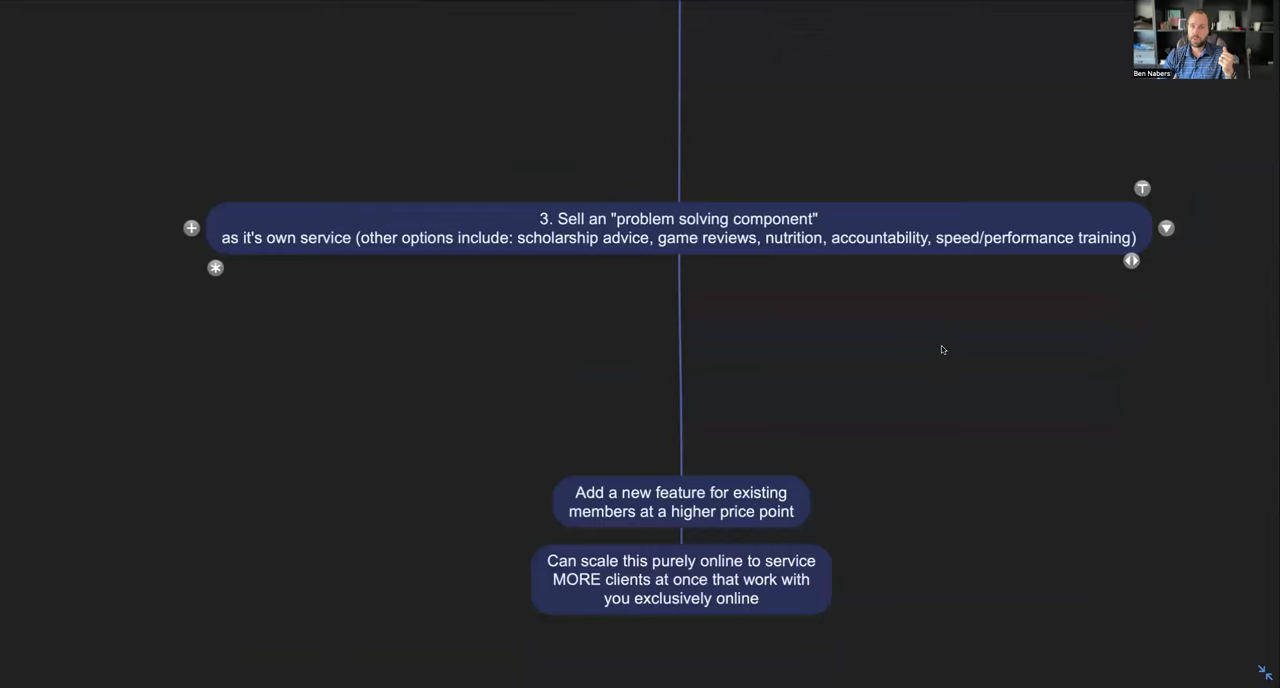 Ben Nabers
T
3. Sell an "problem solving component"
as it's own service (other options include: scholarship advice, game reviews, nutrition, accountability, speed/performance training)
Add a new feature for existing
members at a higher price point
Can scale this purely online to service
MORE clients at once that work with
you exclusively online